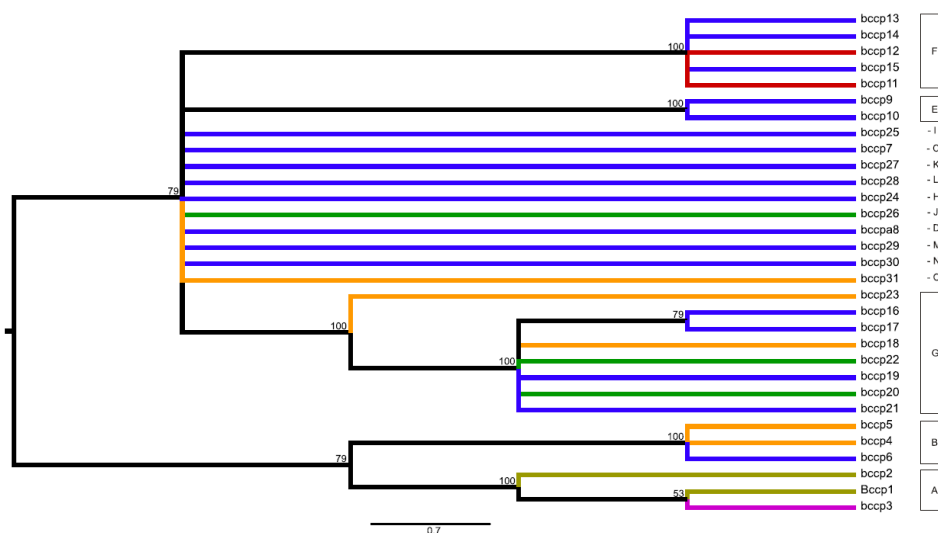 bccp13
bccp14
100 bccp12 F
bccp15
bccp11
100 bccp9 E
bccp10
bccp25 - I
bccp7
bccp27 - K
bccp28 - L
79 bccp24 - H
bccp26 - J
bccpa8 - D
bccp29 - M
bccp30 - N
bccp31
bccp23
79 bccp16
100 bccp17
bccp18 G
100 bccp22
bccp19
bccp20
bccp21
bccp5
100 bccp4 B
79 bccp6
100 bccp2
53 Bccp1 A
bccp3
0.7